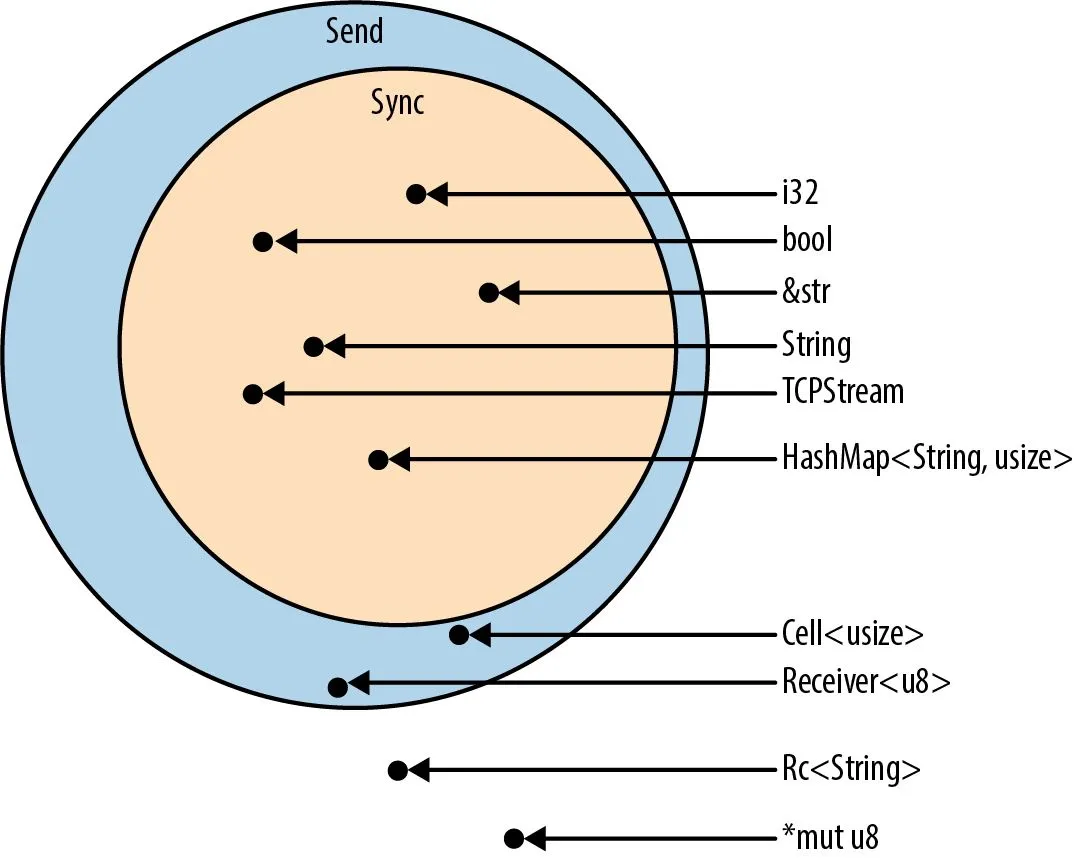 Send
Sync
i32
bool
&str
String
TCPStream
HashMap<String, usize>
Cell<usize>
Receiver<u8>
Rc<String>
*mut u8